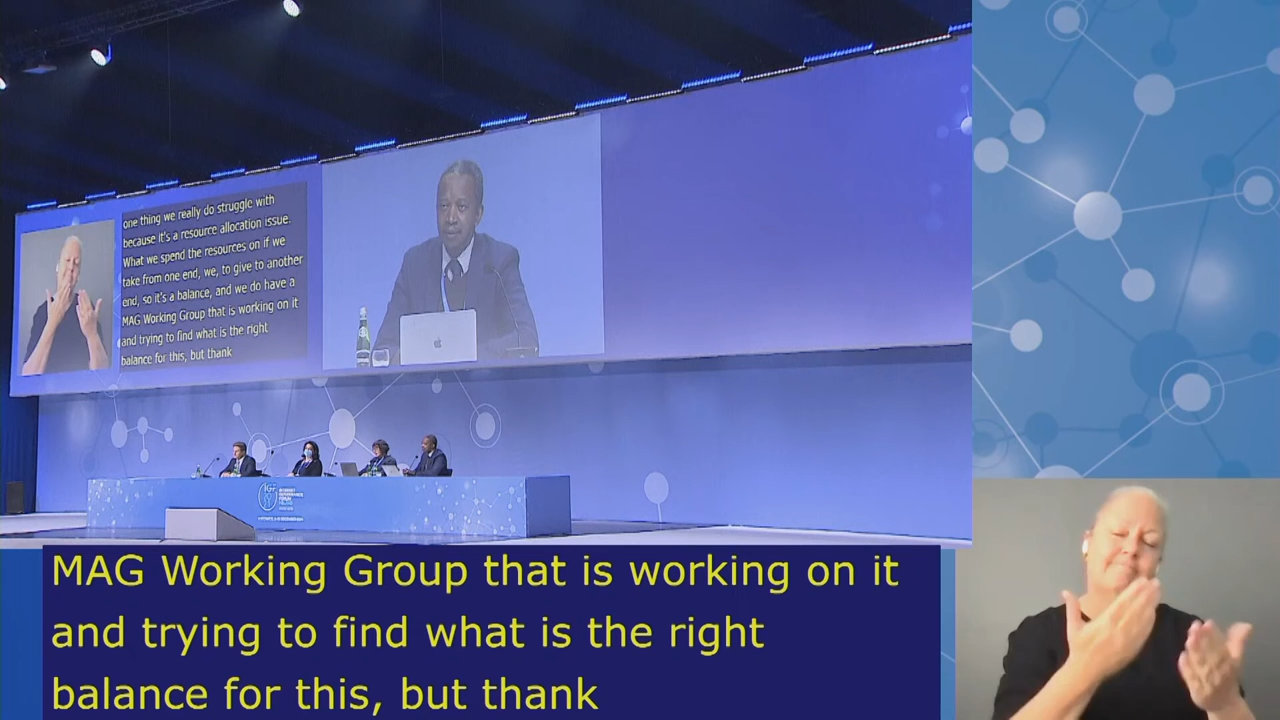 one thing we really do struggle with
because it's a resource allocation issue.
What we spend the resources on if we
take from one end, we, to give to another
end, so it's a balance, and we do have a
MAG Working Group that is working on it
and trying to find what is the right
balance for this, but thank
IGF
INTERNET
GOVERNANCE
FORUM
MAG Working Group that is working on it
and trying to find what is the right
balance for this, but thank